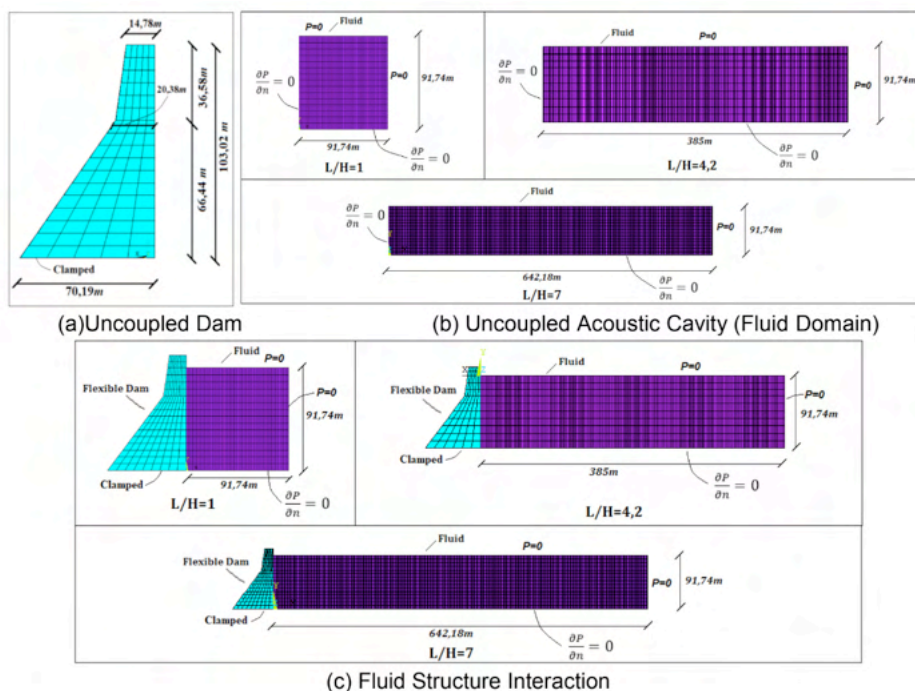 14,78m
20,38m
36,58 m
66,44 m
103,02 m
Clamped
70,19m
(a)Uncoupled Dam
P=0
Fluid
∂P/∂n = 0
P=0
91,74m
91,74m
∂P/∂n = 0
L/H=1
Fluid
P=0
∂P/∂n = 0
P=0
91,74m
385m
∂P/∂n = 0
L/H=4,2
Fluid
P=0
∂P/∂n = 0
P=0
91,74m
642,18m
∂P/∂n = 0
L/H=7
(b) Uncoupled Acoustic Cavity (Fluid Domain)
Fluid
P=0
Flexible Dam
P=0
91,74m
Clamped
91,74m
∂P/∂n = 0
L/H=1
Fluid
P=0
Y
X
Flexible Dam
P=0
91,74m
Clamped
385m
∂P/∂n = 0
L/H=4,2
Fluid
P=0
Flexible Dam
Y
P=0
91,74m
Clamped
642,18m
∂P/∂n = 0
L/H=7
(c) Fluid Structure Interaction